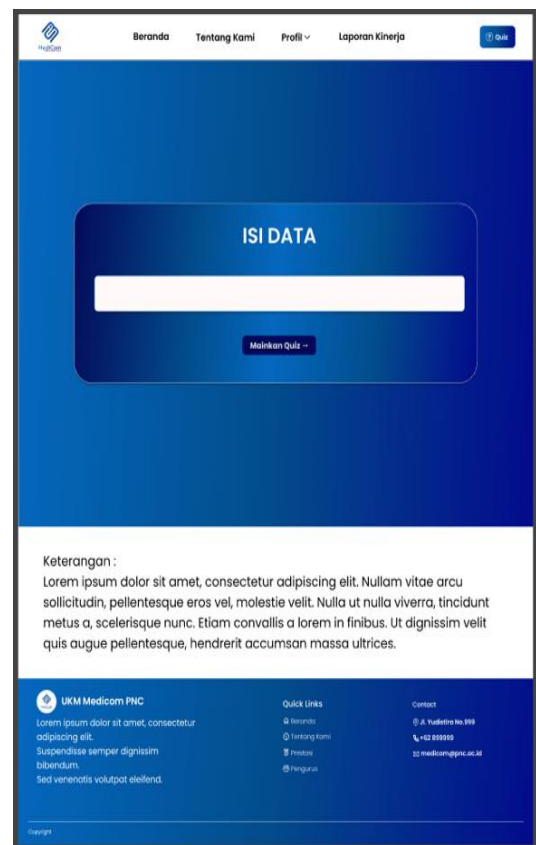 MediCom
Beranda Tentang Kami Profil Laporan Kinerja Quiz
ISI DATA
Mainkan Quiz →
Keterangan :
Lorem ipsum dolor sit amet, consectetur adipiscing elit. Nullam vitae arcu
sollicitudin, pellentesque eros vel, molestie velit. Nulla ut nulla viverra, tincidunt
metus a, scelerisque nunc. Etiam convallis a lorem in finibus. Ut dignissim velit
quis augue pellentesque, hendrerit accumsan massa ultrices.
UKM Medicom PNC
Lorem ipsum dolor sit amet, consectetur
adipiscing elit.
Suspendisse semper dignissim
bibendum.
Sed venenatis volutpat eleifend.
Quick Links
Beranda
Tentang Kami
Prestasi
Pengurus
Contact
Jl. Yudistira No.999
+62 899999
medicom@pnc.ac.id
Copyright